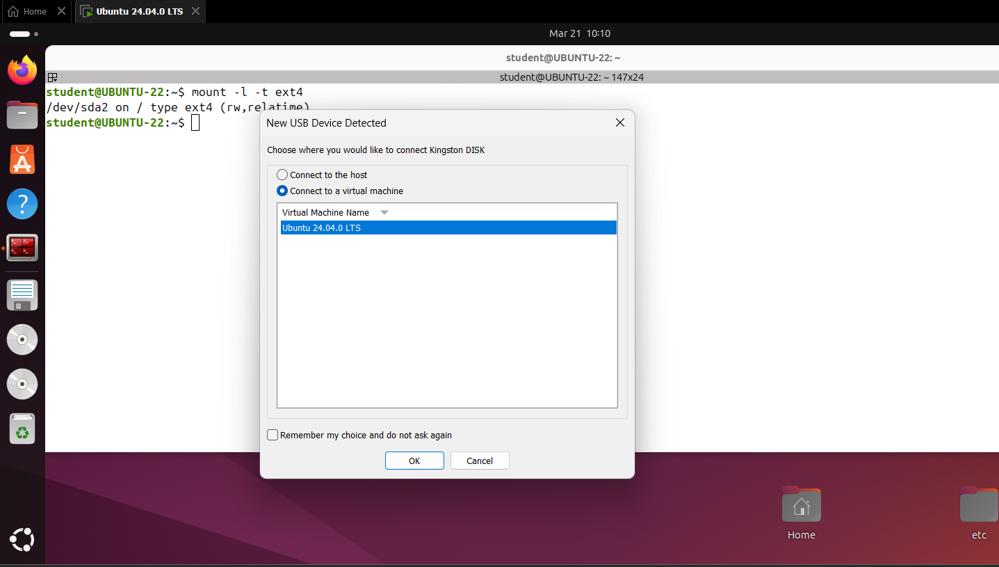 Home
Ubuntu 24.04.0 LTS
Mar 21 10:10
student@UBUNTU-22: ~
student@UBUNTU-22: ~ 147x24
student@UBUNTU-22:~$ mount -l -t ext4
/dev/sda2 on / type ext4 (rw,relatime)
student@UBUNTU-22:~$
New USB Device Detected
Choose where you would like to connect Kingston DISK
Connect to the host
Connect to a virtual machine
Virtual Machine Name
Ubuntu 24.04.0 LTS
Remember my choice and do not ask again
OK Cancel
Home
etc